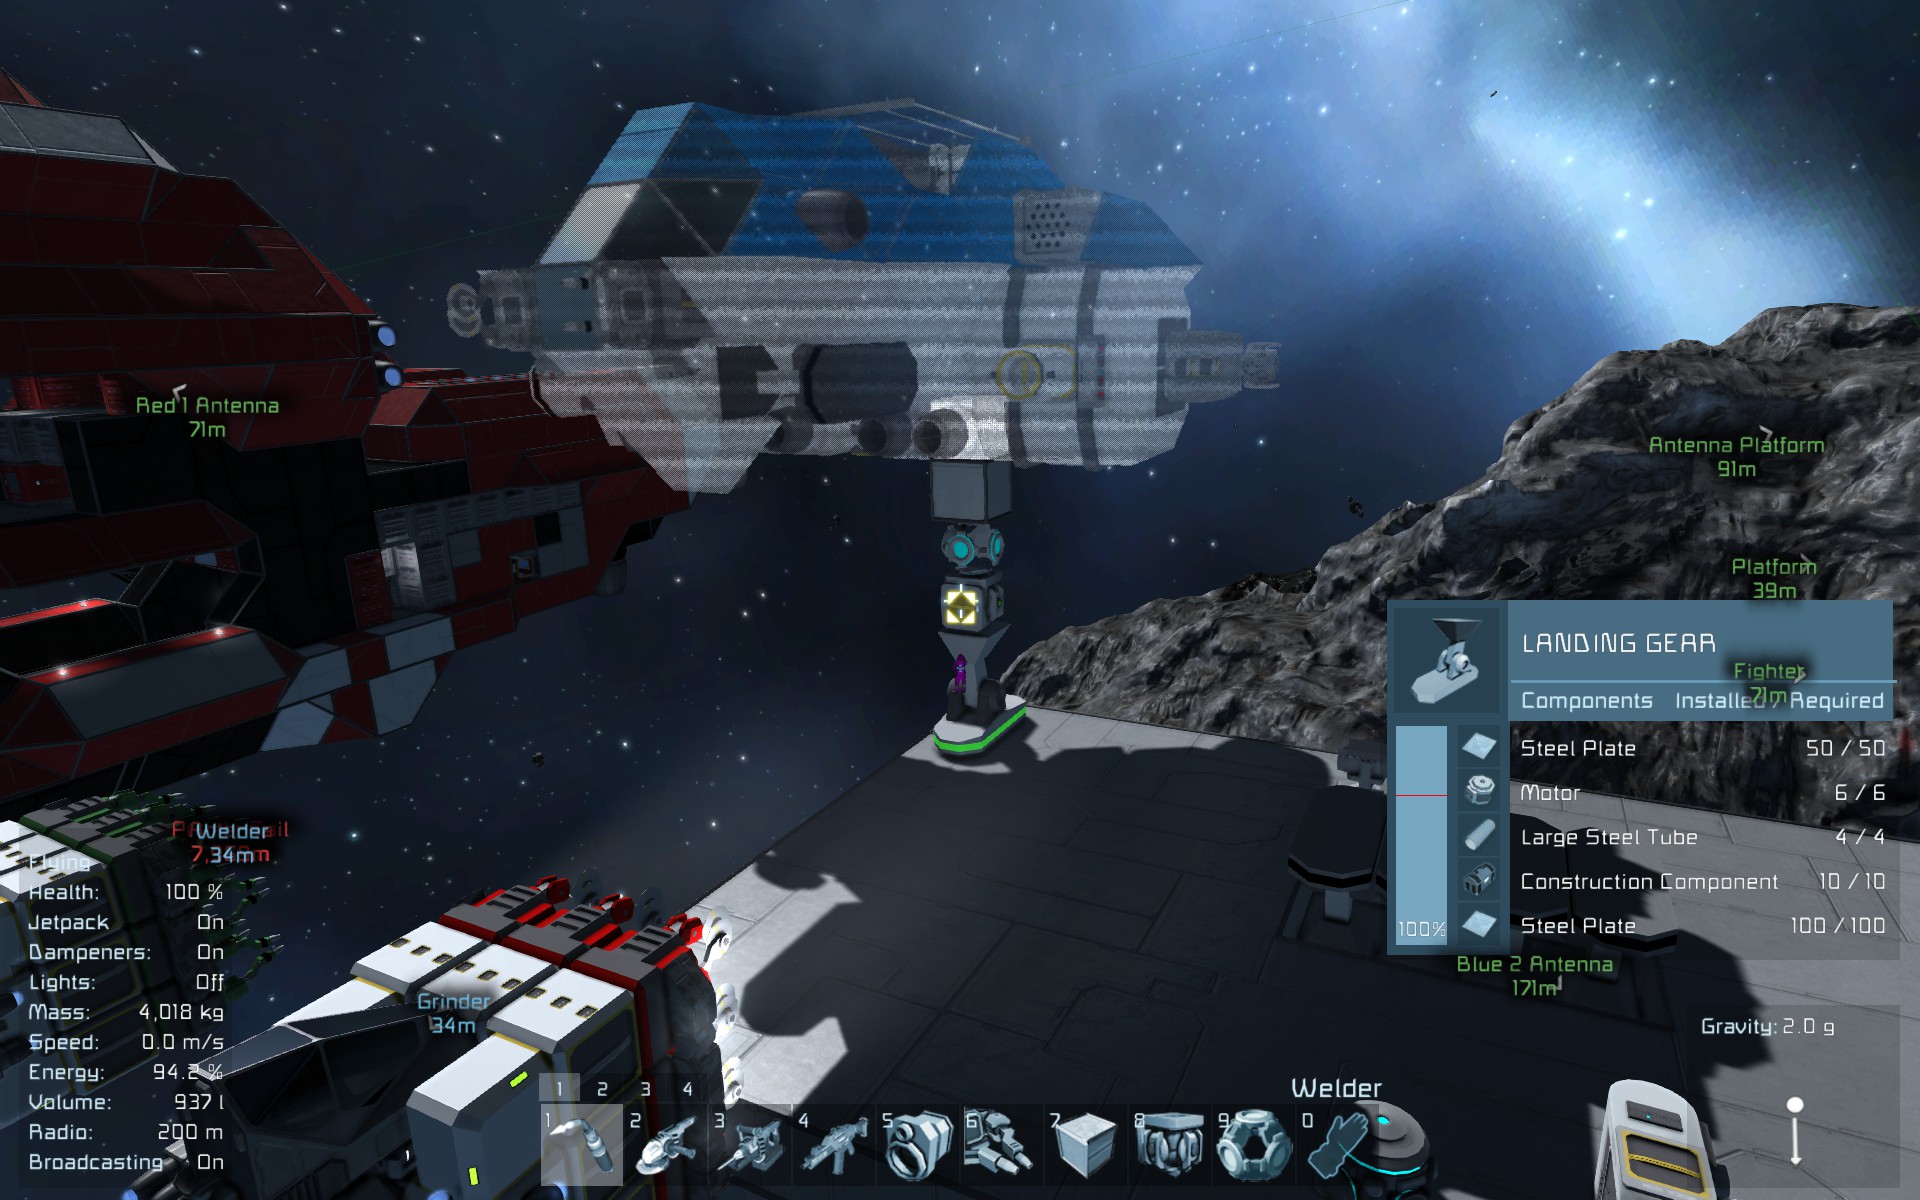 Red 1 Antenna
71m
Antenna Platform
91m
Platform
39m
LANDING GEAR
Fighter
71m
Components Installed / Required
Steel Plate 50 / 50
Motor 6 / 6
Large Steel Tube 4 / 4
Construction Component 10 / 10
100% Steel Plate 100 / 100
Blue 2 Antenna
171m
Welder
34m
Flying
Health: 100 %
Jetpack On
Dampeners: On
Lights: Off
Mass: 4,018 kg
Speed: 0.0 m/s
Energy: 94.2 %
Volume: 937 l
Radio: 200 m
Broadcasting On
Grinder
34m
Gravity: 2.0 g
Welder
1 2 3 4
1 2 3 4 5 6 7 8 9 0